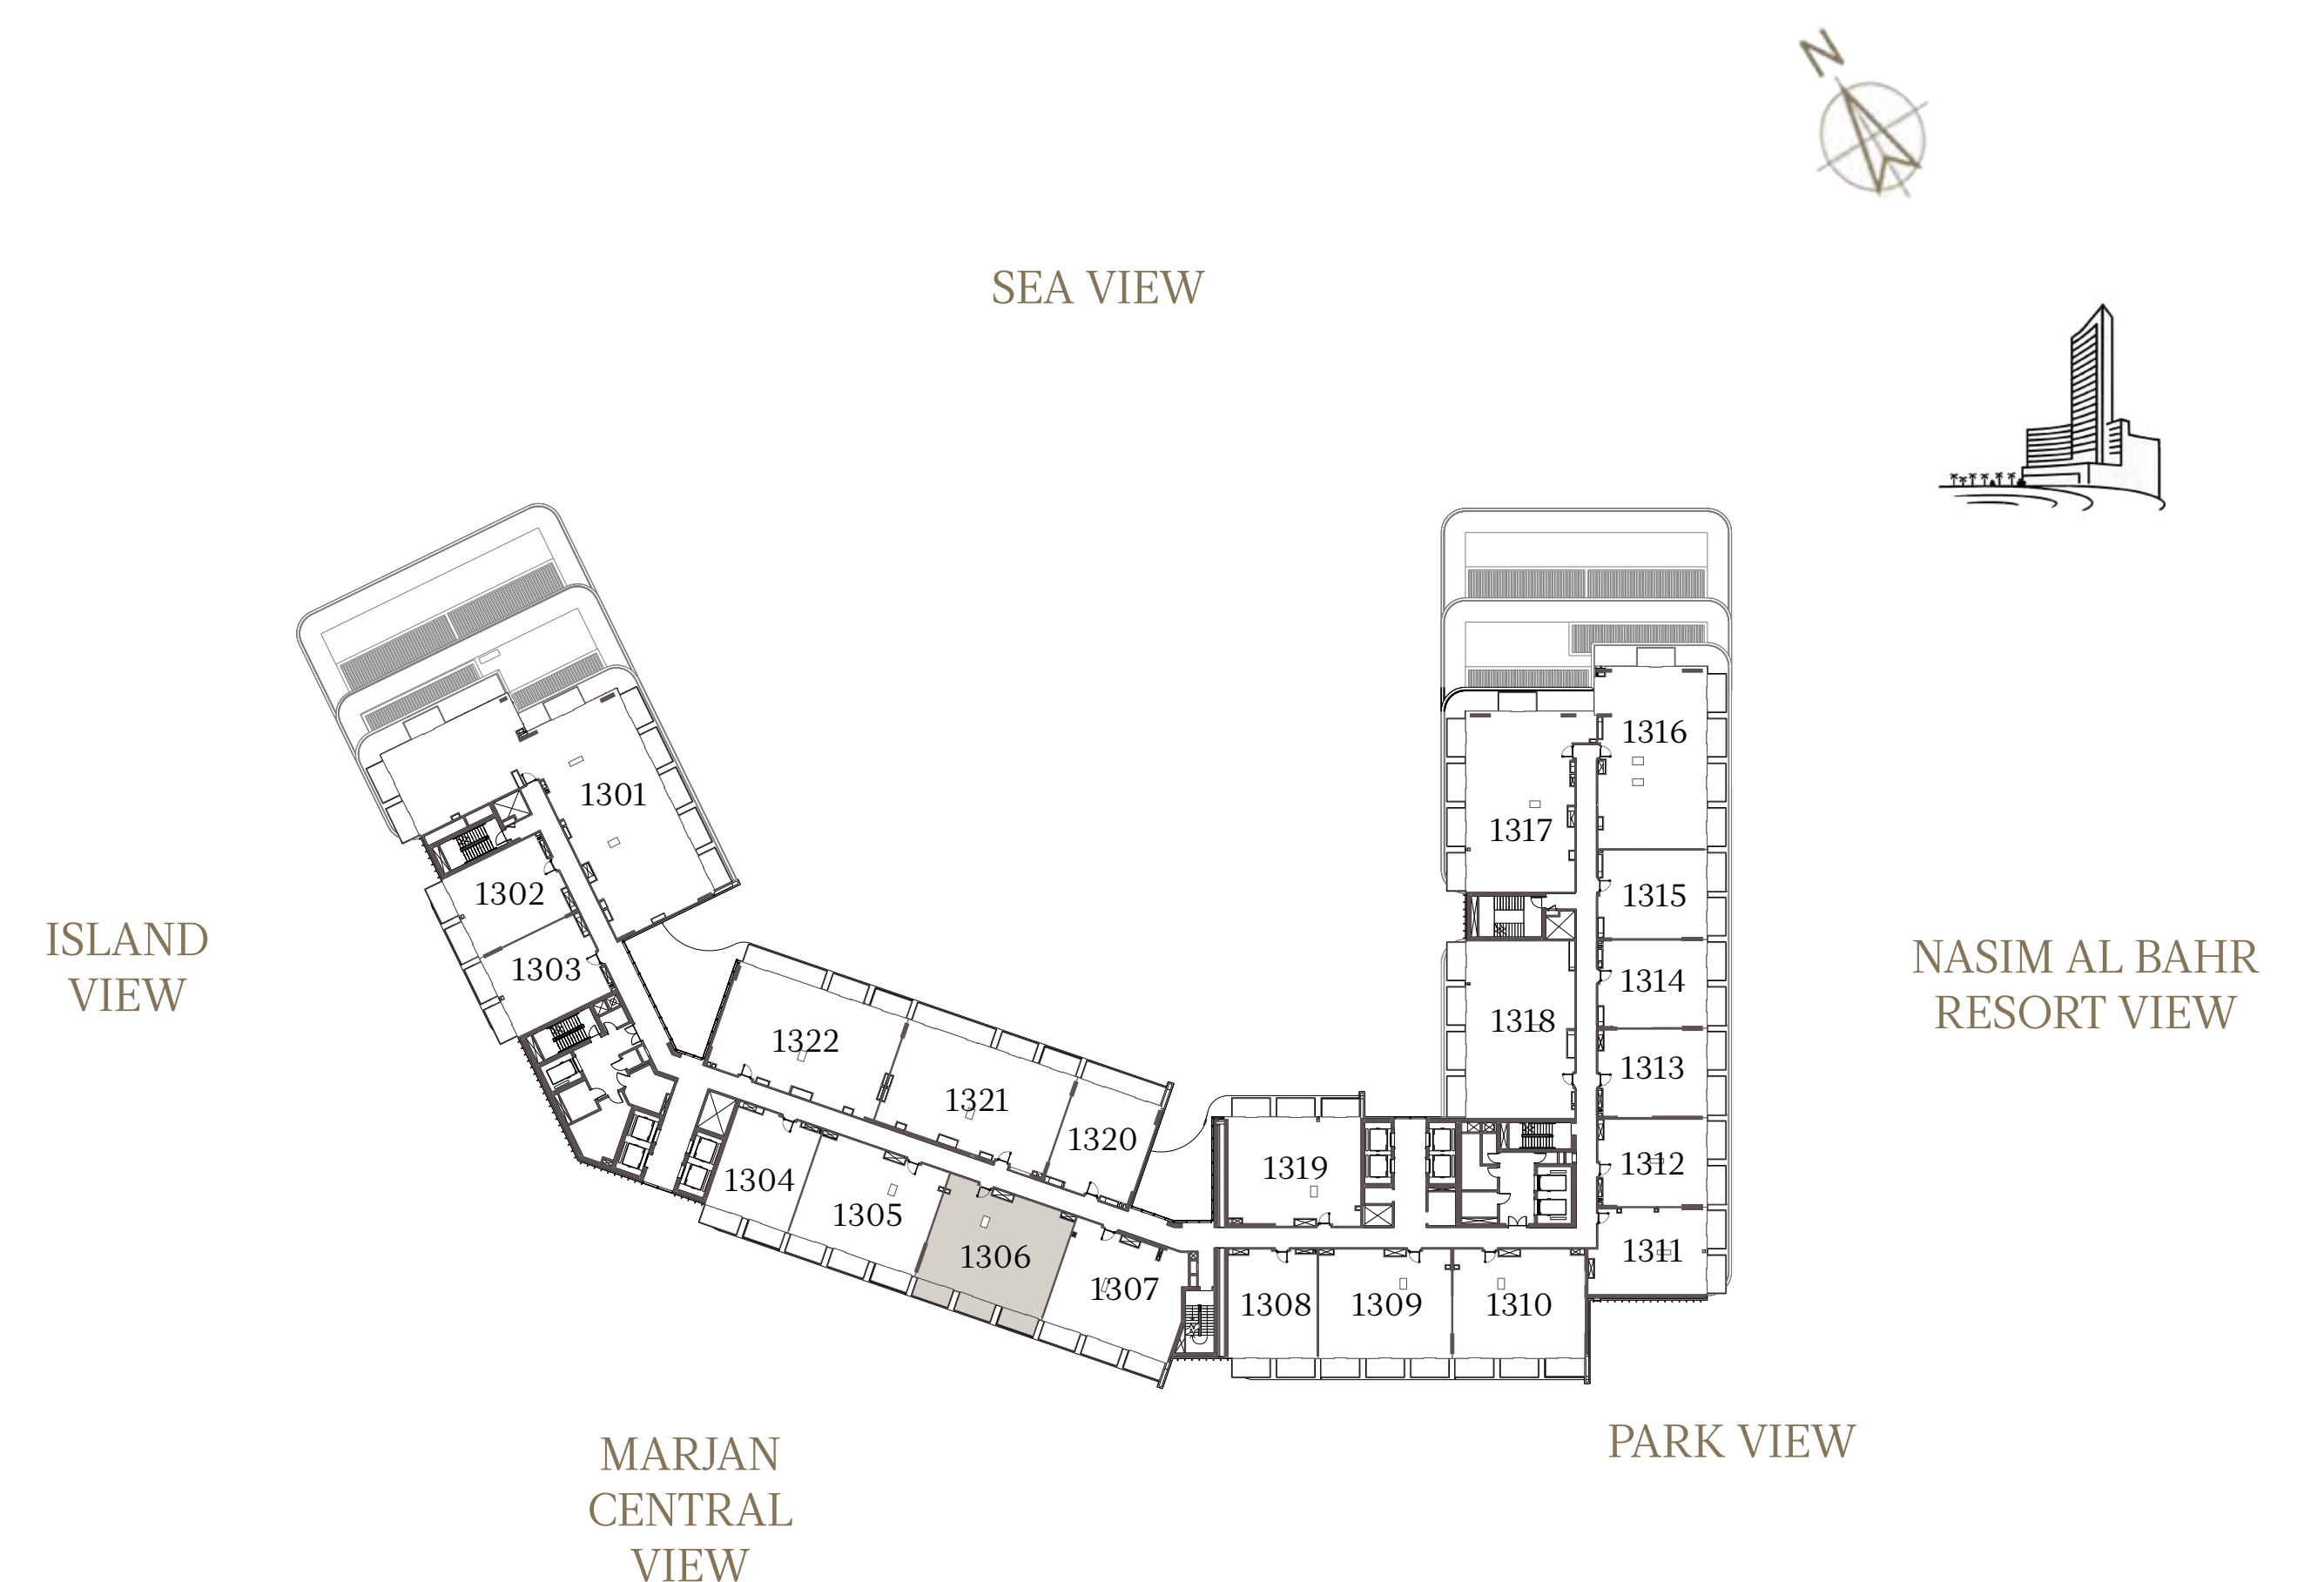 N
SEA VIEW
1301
1316
1317
1302
1315
1303
ISLAND
VIEW
NASIM AL BAHR
RESORT VIEW
1314
1318
1322
1313
1321
1320
1312
1319
1304
1305
1306
1311
1307
1308
1309
1310
MARJAN
CENTRAL
VIEW
PARK VIEW